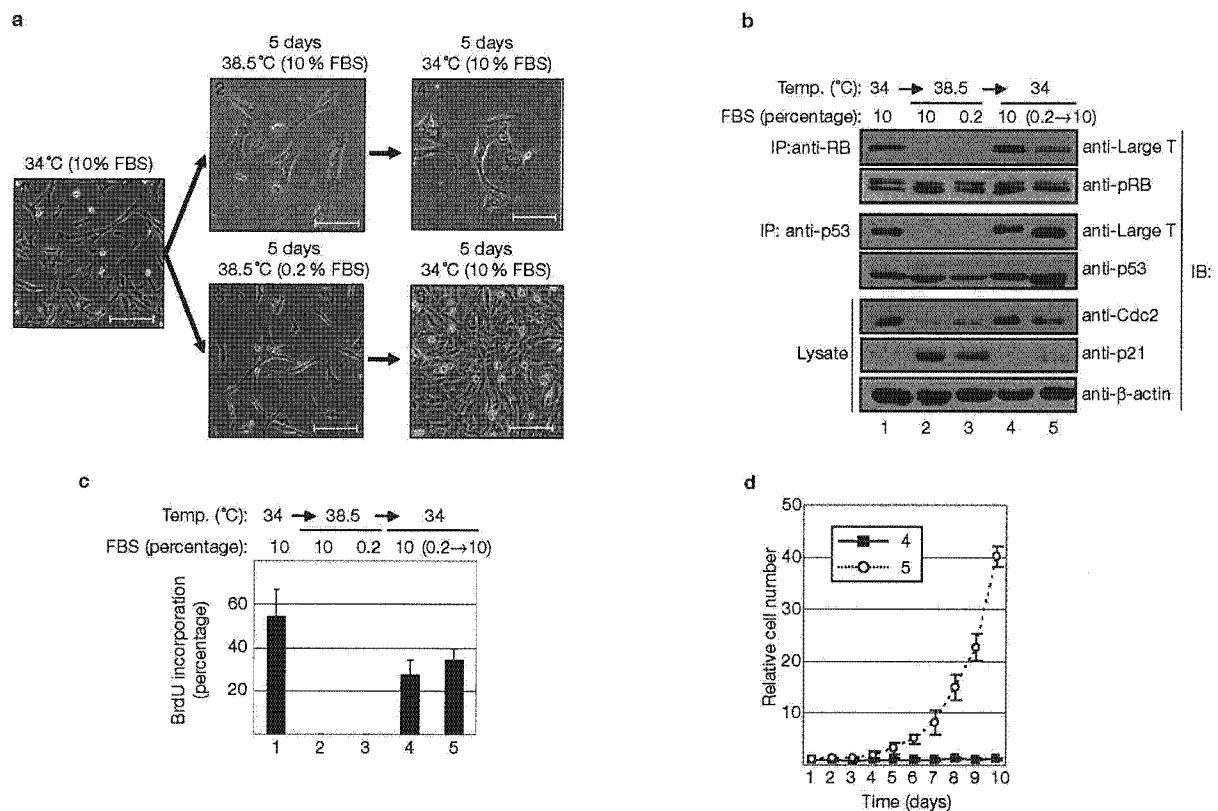 a
5 days
38.5°C (10 % FBS)
5 days
34°C (10 % FBS)
34°C (10% FBS)
2
4
5 days
38.5°C (0.2 % FBS)
5 days
34°C (10 % FBS)
b
Temp. (°C): 34 → 38.5 → 34
FBS (percentage): 10 10 0.2 10 (0.2→10)
IP:anti-RB
anti-Large T
anti-pRB
IP: anti-p53
anti-Large T
anti-p53
IB:
Lysate
anti-Cdc2
anti-p21
anti-β-actin
1 2 3 4 5
c
Temp. (°C): 34 → 38.5 → 34
FBS (percentage): 10 10 0.2 10 (0.2→10)
BrdU incorporation
(percentage)
60
40
20
1 2 3 4 5
d
Relative cell number
50
40
30
20
10
4
5
1 2 3 4 5 6 7 8 9 10
Time (days)